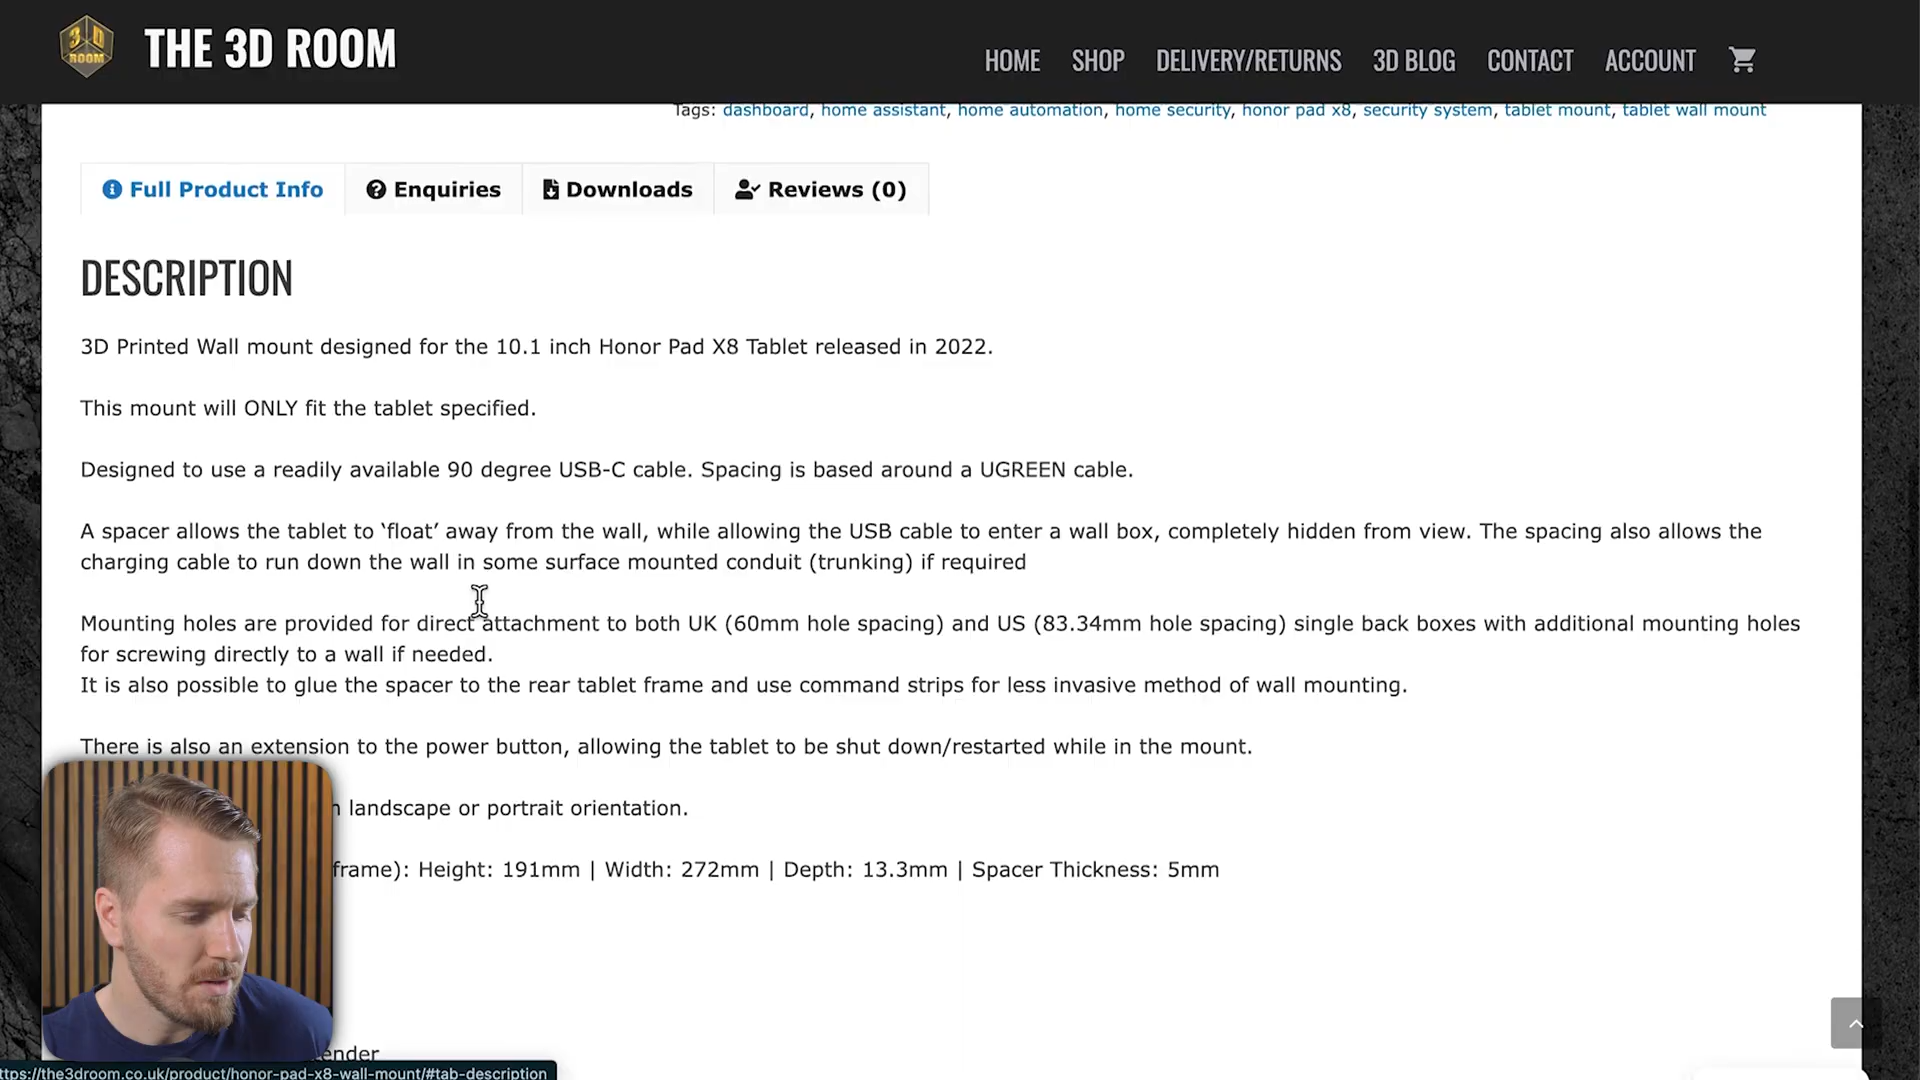 3D ROOM
THE 3D ROOM
HOME
SHOP
DELIVERY/RETURNS
3D BLOG
CONTACT
ACCOUNT
Tags: dashboard, home assistant, home automation, home security, honor pad x8, security system, tablet mount, tablet wall mount
Full Product Info
Enquiries
Downloads
Reviews (0)
DESCRIPTION
3D Printed Wall mount designed for the 10.1 inch Honor Pad X8 Tablet released in 2022.
This mount will ONLY fit the tablet specified.
Designed to use a readily available 90 degree USB-C cable. Spacing is based around a UGREEN cable.
A spacer allows the tablet to ‘float’ away from the wall, while allowing the USB cable to enter a wall box, completely hidden from view. The spacing also allows the
charging cable to run down the wall in some surface mounted conduit (trunking) if required
Mounting holes are provided for direct attachment to both UK (60mm hole spacing) and US (83.34mm hole spacing) single back boxes with additional mounting holes
for screwing directly to a wall if needed.
It is also possible to glue the spacer to the rear tablet frame and use command strips for less invasive method of wall mounting.
There is also an extension to the power button, allowing the tablet to be shut down/restarted while in the mount.
landscape or portrait orientation.
frame): Height: 191mm | Width: 272mm | Depth: 13.3mm | Spacer Thickness: 5mm
ender
ttps://the3droom.co.uk/product/honor-pad-x8-wall-mount/#tab-description